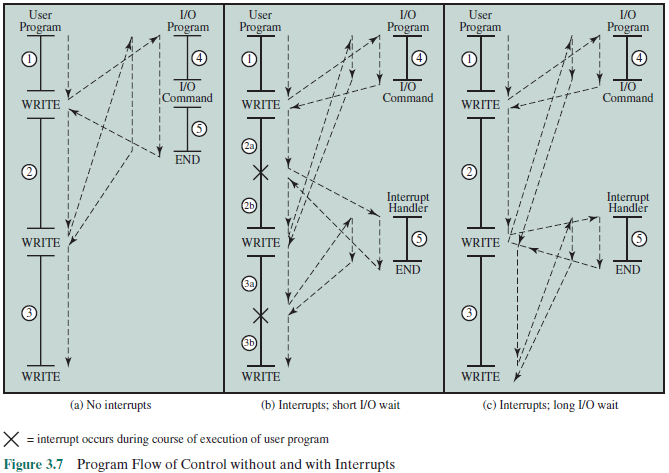 User
Program
I/O
Program
1
4
WRITE
I/O
Command
5
END
2
WRITE
3
WRITE
(a) No interrupts
User
Program
I/O
Program
1
4
WRITE
I/O
Command
2a
2b
Interrupt
Handler
5
END
WRITE
3a
3b
WRITE
(b) Interrupts; short I/O wait
User
Program
I/O
Program
1
4
WRITE
I/O
Command
2
Interrupt
Handler
5
END
WRITE
3
WRITE
(c) Interrupts; long I/O wait
= interrupt occurs during course of execution of user program
Figure 3.7 Program Flow of Control without and with Interrupts